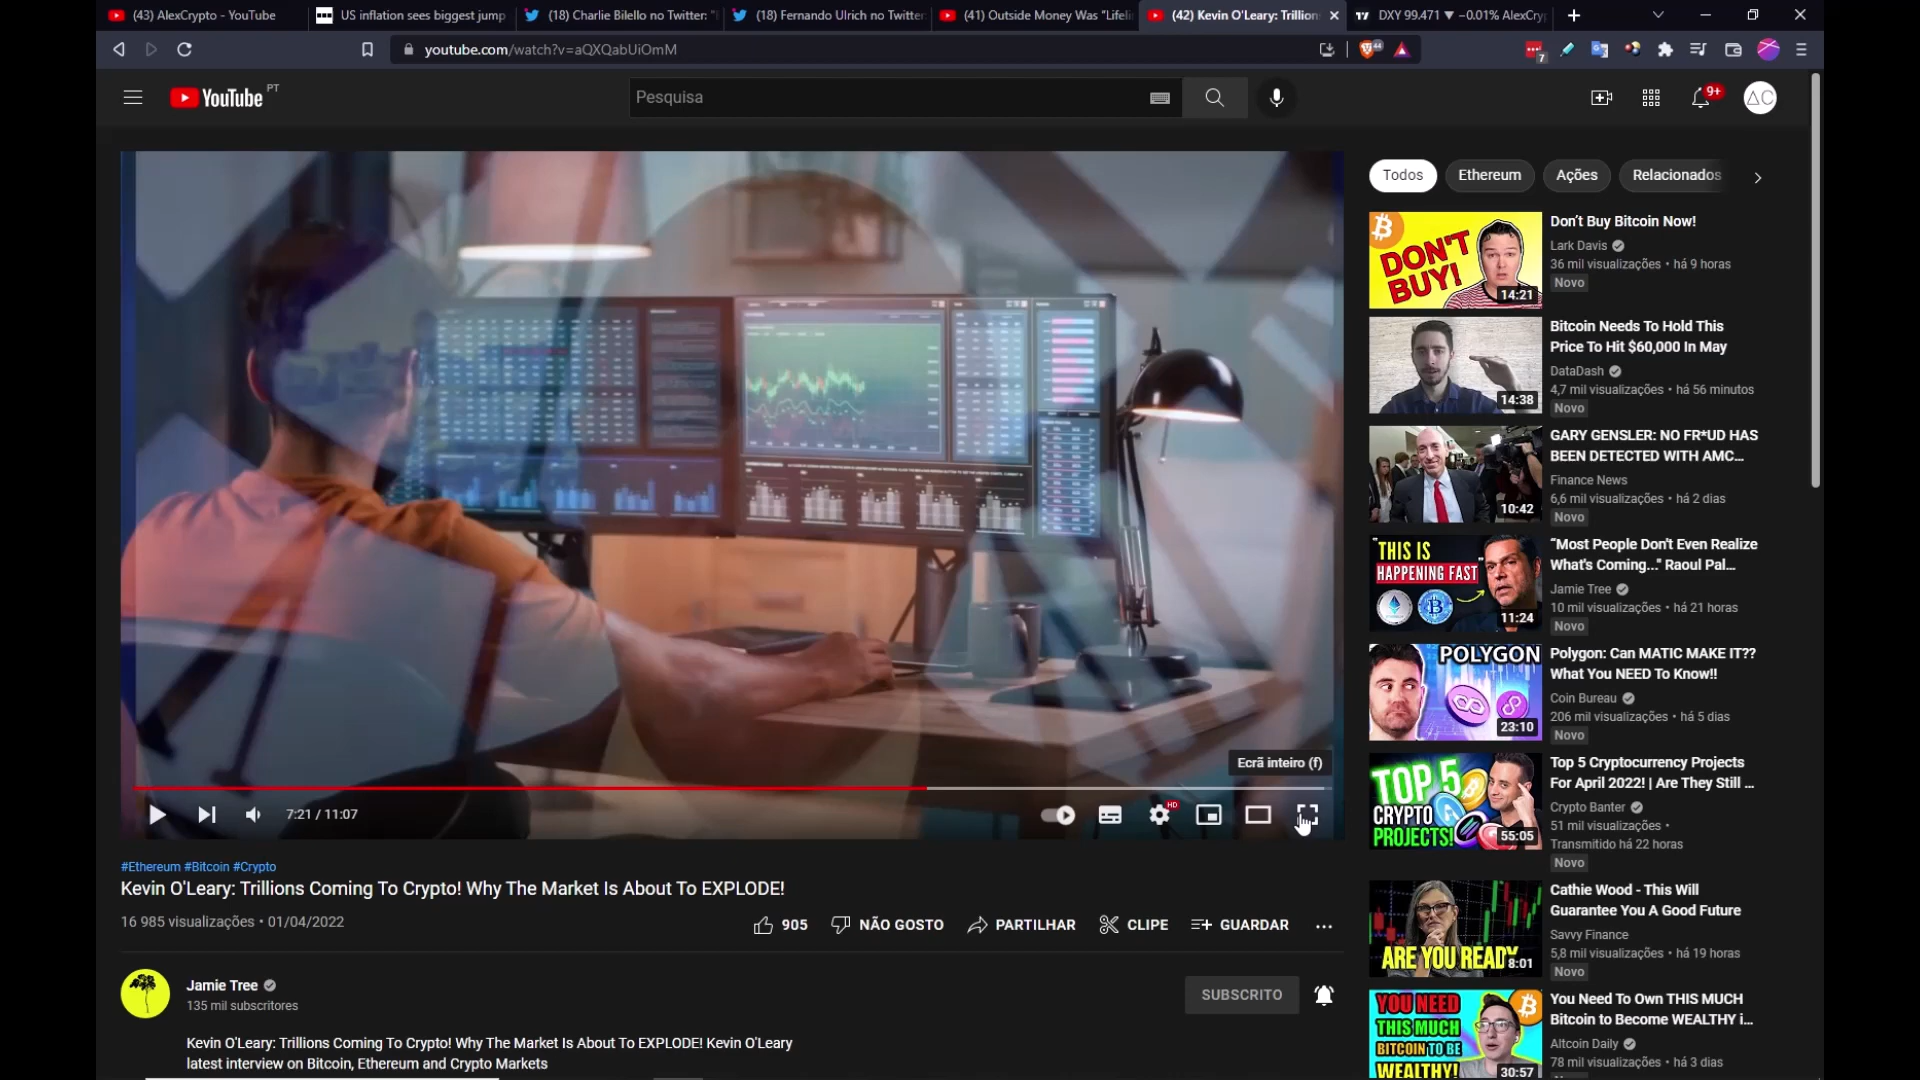 (43) AlexCrypto - YouTube
US inflation sees biggest jump
(18) Charlie Bilello no Twitter: "
(18) Fernando Ulrich no Twitter:
(41) Outside Money Was "Lifeli
(42) Kevin O'Leary: Trillions
DXY 99.471 ▼ −0.01% AlexCry
youtube.com/watch?v=aQXQabUiOmM
44
7
YouTube PT
Pesquisa
9+
Todos
Ethereum
Ações
Relacionados
DON'T BUY!
14:21
Don't Buy Bitcoin Now!
Lark Davis
36 mil visualizações • há 9 horas
Novo
14:38
Bitcoin Needs To Hold This
Price To Hit $60,000 In May
DataDash
4,7 mil visualizações • há 56 minutos
Novo
10:42
GARY GENSLER: NO FR*UD HAS
BEEN DETECTED WITH AMC...
Finance News
6,6 mil visualizações • há 2 dias
Novo
"THIS IS
HAPPENING FAST"
11:24
"Most People Don't Even Realize
What's Coming..." Raoul Pal...
Jamie Tree
10 mil visualizações • há 21 horas
Novo
POLYGON
23:10
Polygon: Can MATIC MAKE IT??
What You NEED To Know!!
Coin Bureau
206 mil visualizações • há 5 dias
Novo
TOP 5
CRYPTO
PROJECTS!
55:05
Top 5 Cryptocurrency Projects
For April 2022! | Are They Still ...
Crypto Banter
51 mil visualizações •
Transmitido há 22 horas
Novo
ARE YOU READY
8:01
Cathie Wood - This Will
Guarantee You A Good Future
Savvy Finance
5,8 mil visualizações • há 19 horas
Novo
YOU NEED
THIS MUCH
BITCOIN TO BE
WEALTHY!
30:57
You Need To Own THIS MUCH
Bitcoin to Become WEALTHY i...
Altcoin Daily
78 mil visualizações • há 3 dias
Ecrã inteiro (f)
7:21 / 11:07
HD
#Ethereum #Bitcoin #Crypto
Kevin O'Leary: Trillions Coming To Crypto! Why The Market Is About To EXPLODE!
16 985 visualizações • 01/04/2022
905
NÃO GOSTO
PARTILHAR
CLIPE
GUARDAR
Jamie Tree
135 mil subscritores
SUBSCRITO
Kevin O'Leary: Trillions Coming To Crypto! Why The Market Is About To EXPLODE! Kevin O'Leary
latest interview on Bitcoin, Ethereum and Crypto Markets